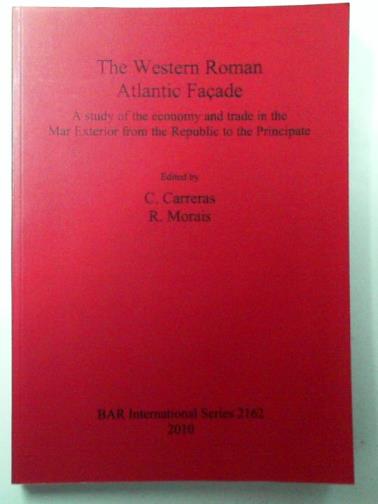 The Western Roman
Atlantic Façade
A study of the economy and trade in the
Mar Exterior from the Republic to the Principate
Edited by
C. Carreras
R. Morais
BAR International Series 2162
2010